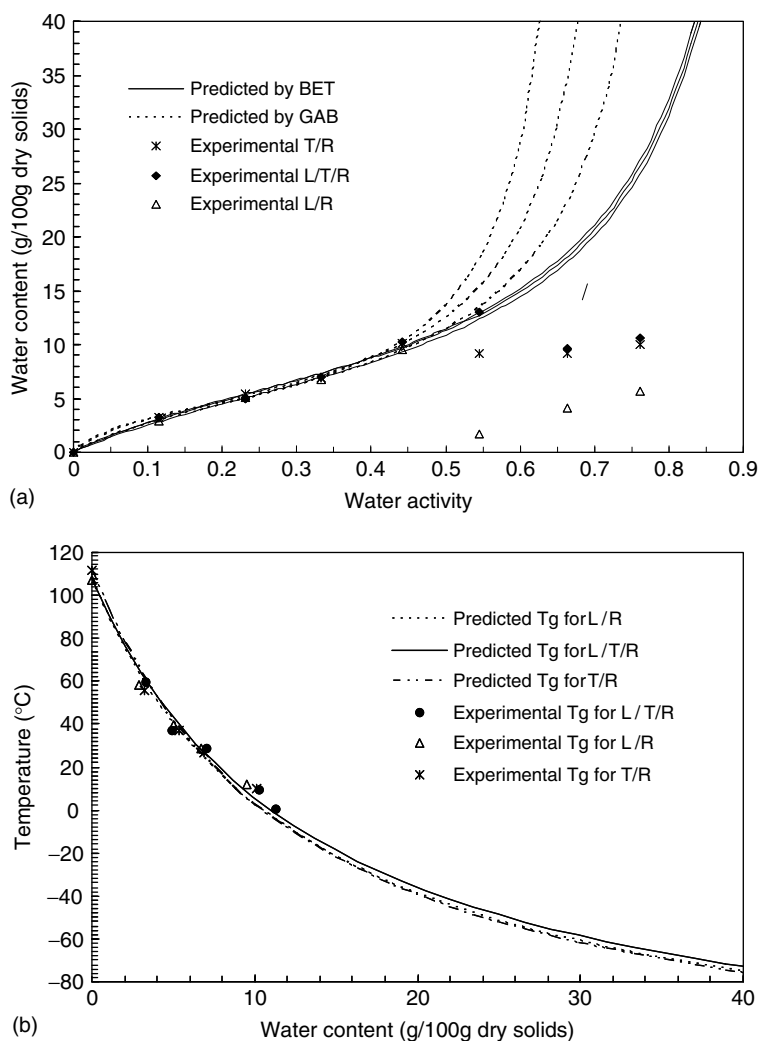 40
35
30
25
20
15
10
5
0
Water content (g/100g dry solids)
Predicted by BET
Predicted by GAB
Experimental T/R
Experimental L/T/R
Experimental L/R
0 0.1 0.2 0.3 0.4 0.5 0.6 0.7 0.8 0.9
(a)
Water activity
120
100
80
60
40
20
0
−20
−40
−60
−80
Temperature (°C)
Predicted Tg for L/R
Predicted Tg for L/T/R
Predicted Tg for T/R
Experimental Tg for L/T/R
Experimental Tg for L/R
Experimental Tg for T/R
0 10 20 30 40
(b)
Water content (g/100g dry solids)